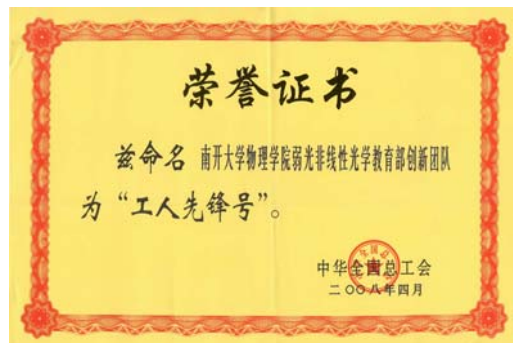 荣誉证书
兹命名 南开大学物理学院弱光非线性光学教育部创新团队
为“工人先锋号”。
中华全国总工会
二〇〇八年四月